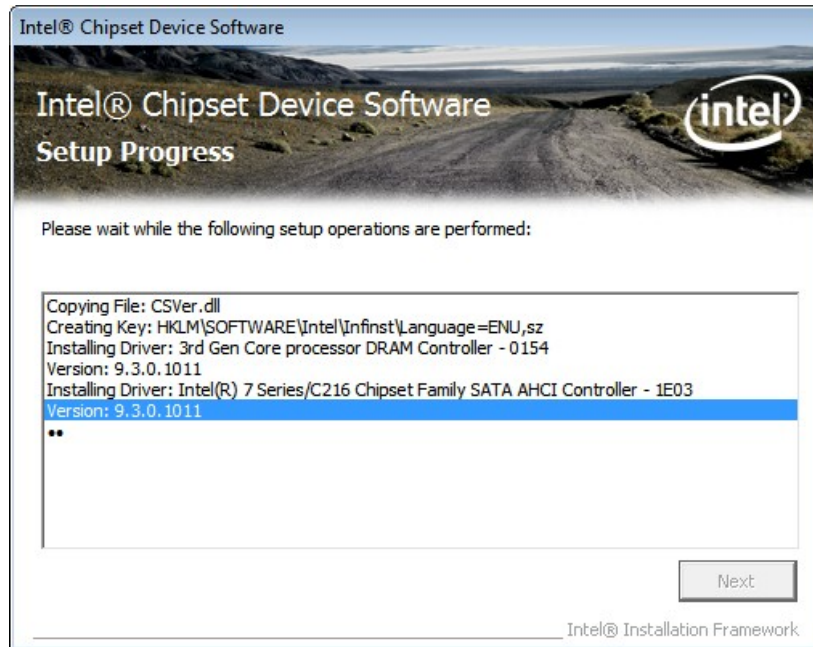 Intel® Chipset Device Software
Intel® Chipset Device Software
intel
Setup Progress
Please wait while the following setup operations are performed:
Copying File: CSVer.dll
Creating Key: HKLM\SOFTWARE\Intel\Infinst\Language=ENU,sz
Installing Driver: 3rd Gen Core processor DRAM Controller - 0154
Version: 9.3.0.1011
Installing Driver: Intel(R) 7 Series/C216 Chipset Family SATA AHCI Controller - 1E03
Version: 9.3.0.1011
••
Next
Intel® Installation Framework